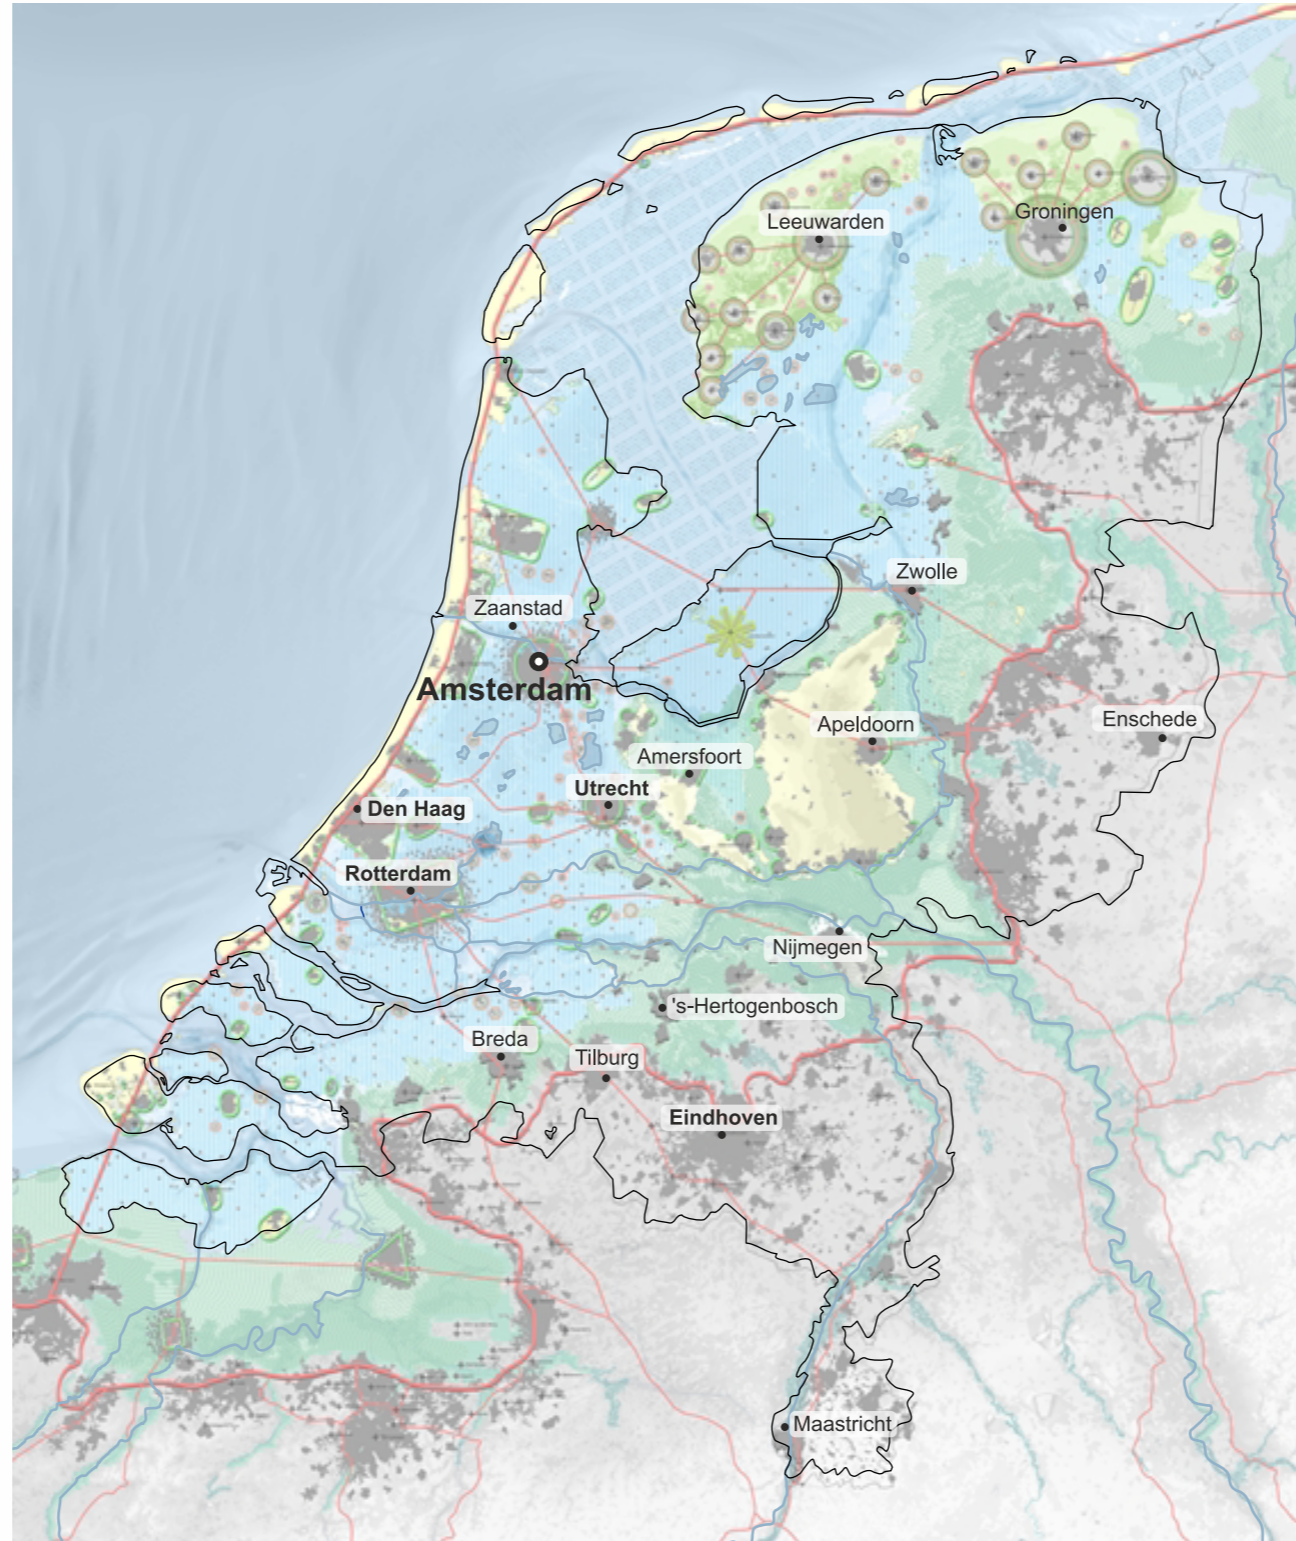 Leeuwarden
Groningen
Zwolle
Zaanstad
Amsterdam
Apeldoorn
Enschede
Amersfoort
Utrecht
Den Haag
Rotterdam
Nijmegen
's-Hertogenbosch
Breda
Tilburg
Eindhoven
Maastricht